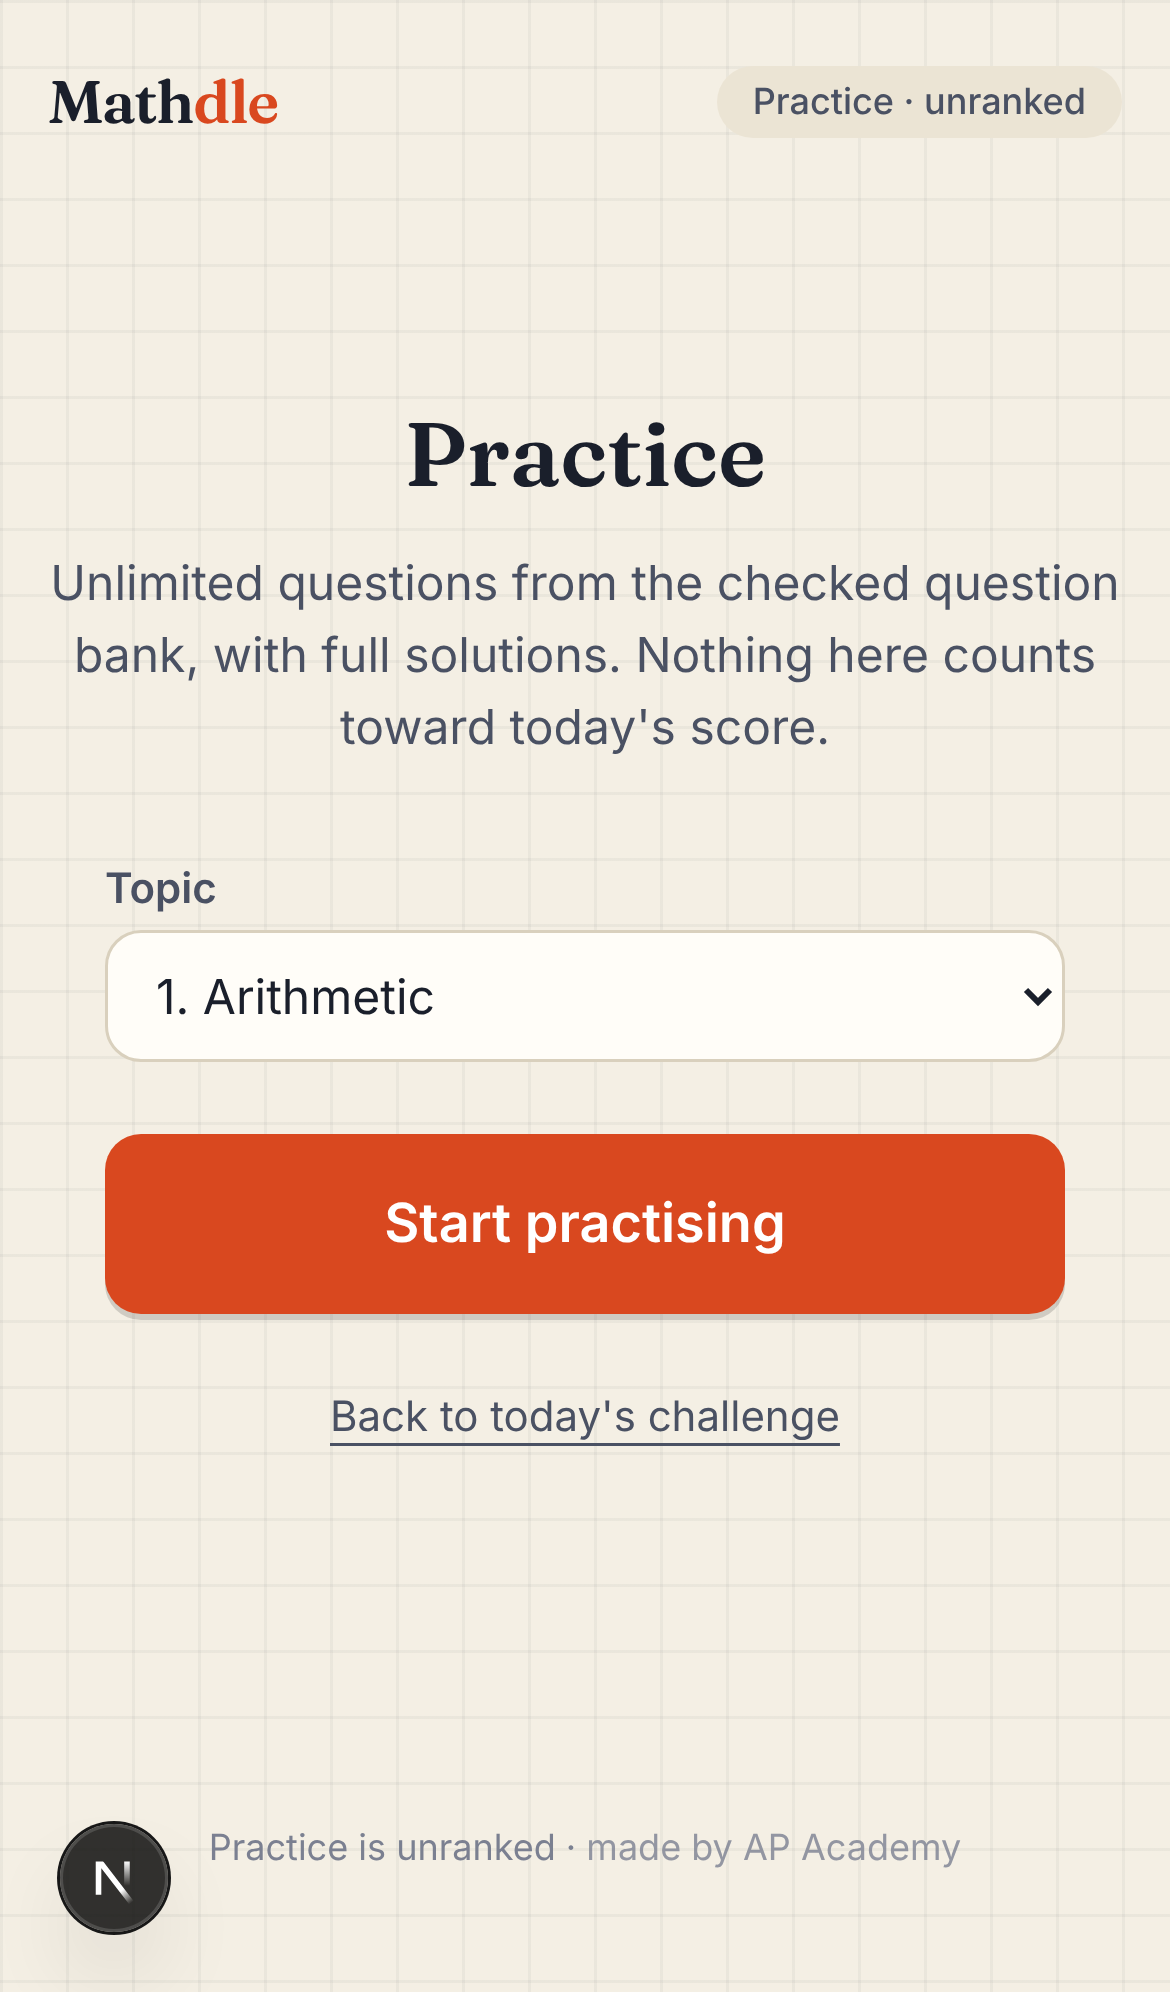 Mathdle
Practice · unranked
Practice
Unlimited questions from the checked question
bank, with full solutions. Nothing here counts
toward today's score.
Topic
1. Arithmetic
Start practising
Back to today's challenge
Practice is unranked · made by AP Academy
N